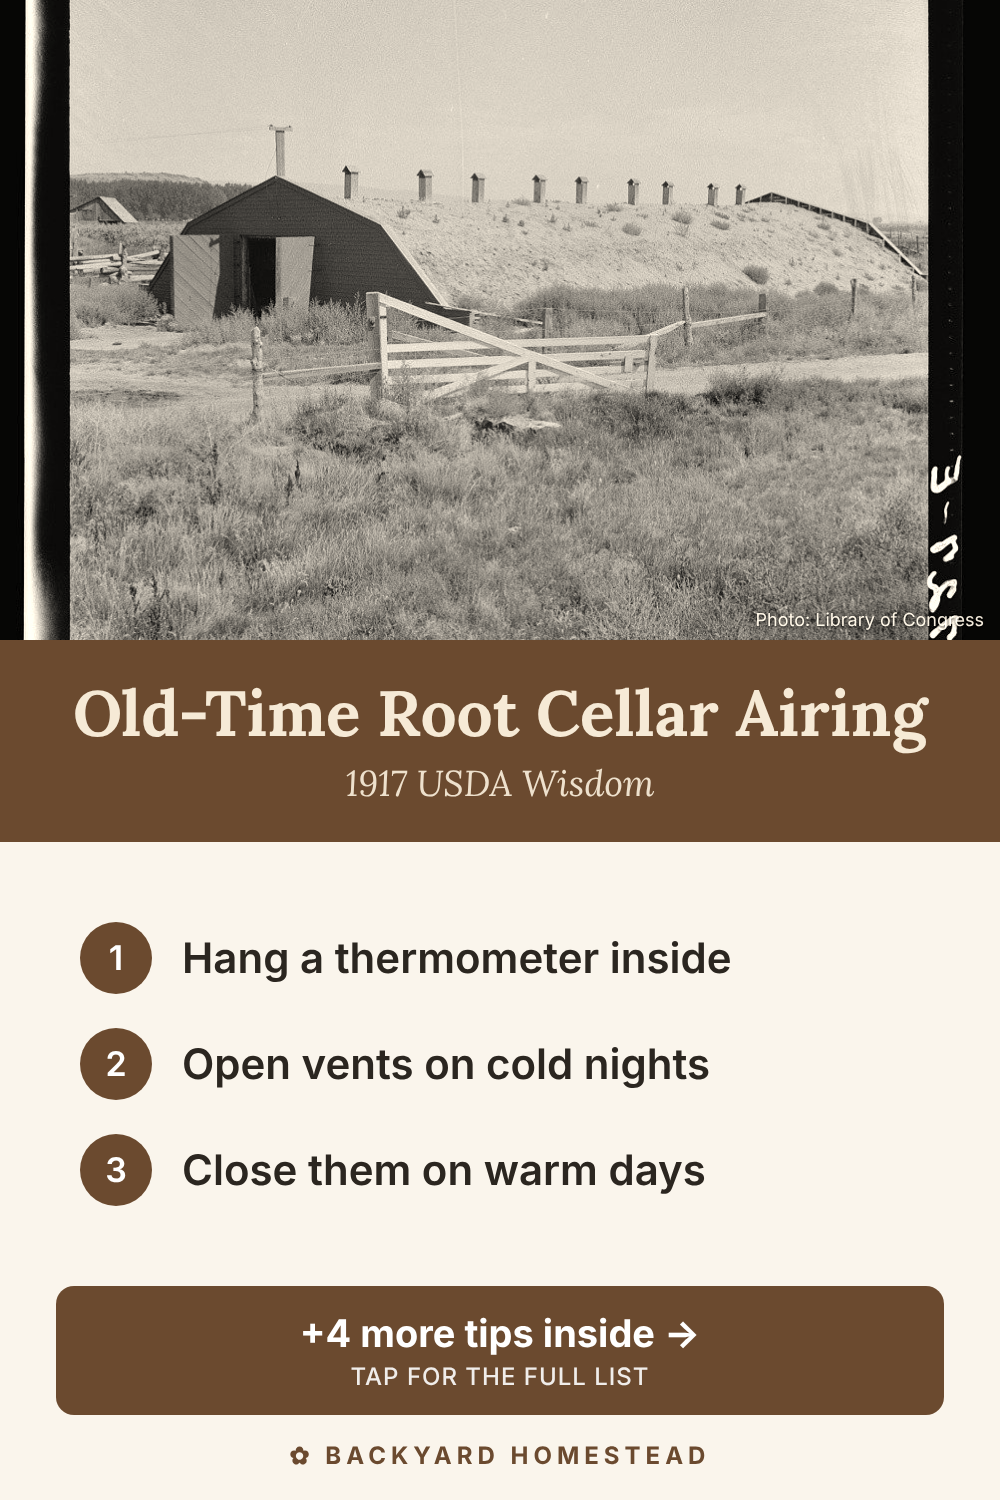 Photo: Library of Congress
Old-Time Root Cellar Airing
1917 USDA Wisdom
1 Hang a thermometer inside
2 Open vents on cold nights
3 Close them on warm days
+4 more tips inside →
TAP FOR THE FULL LIST
✿ BACKYARD HOMESTEAD